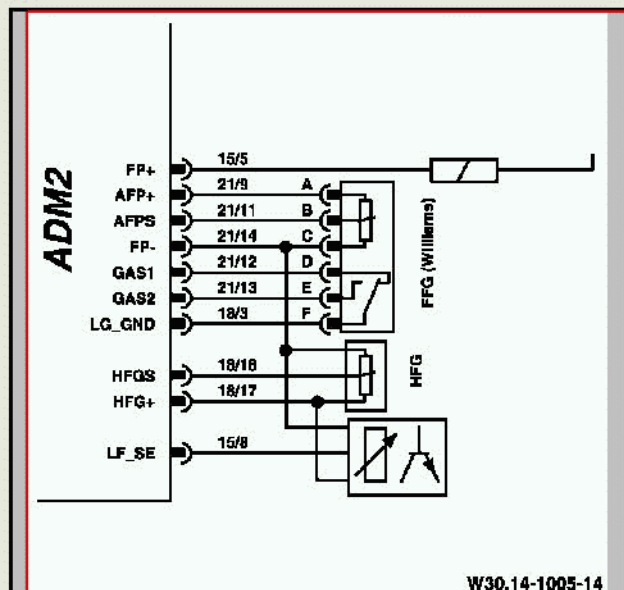 ADM2
FP+ 15/5
AFP+ 21/9 A
AFPS 21/11 B
FP- 21/14 C
GAS1 21/12 D
GAS2 21/13 E
LG_GND 18/3 F
FFG (Williams)
HFGS 18/18
HFG+ 18/17
HFG
LF_SE 15/8
W30.14-1005-14